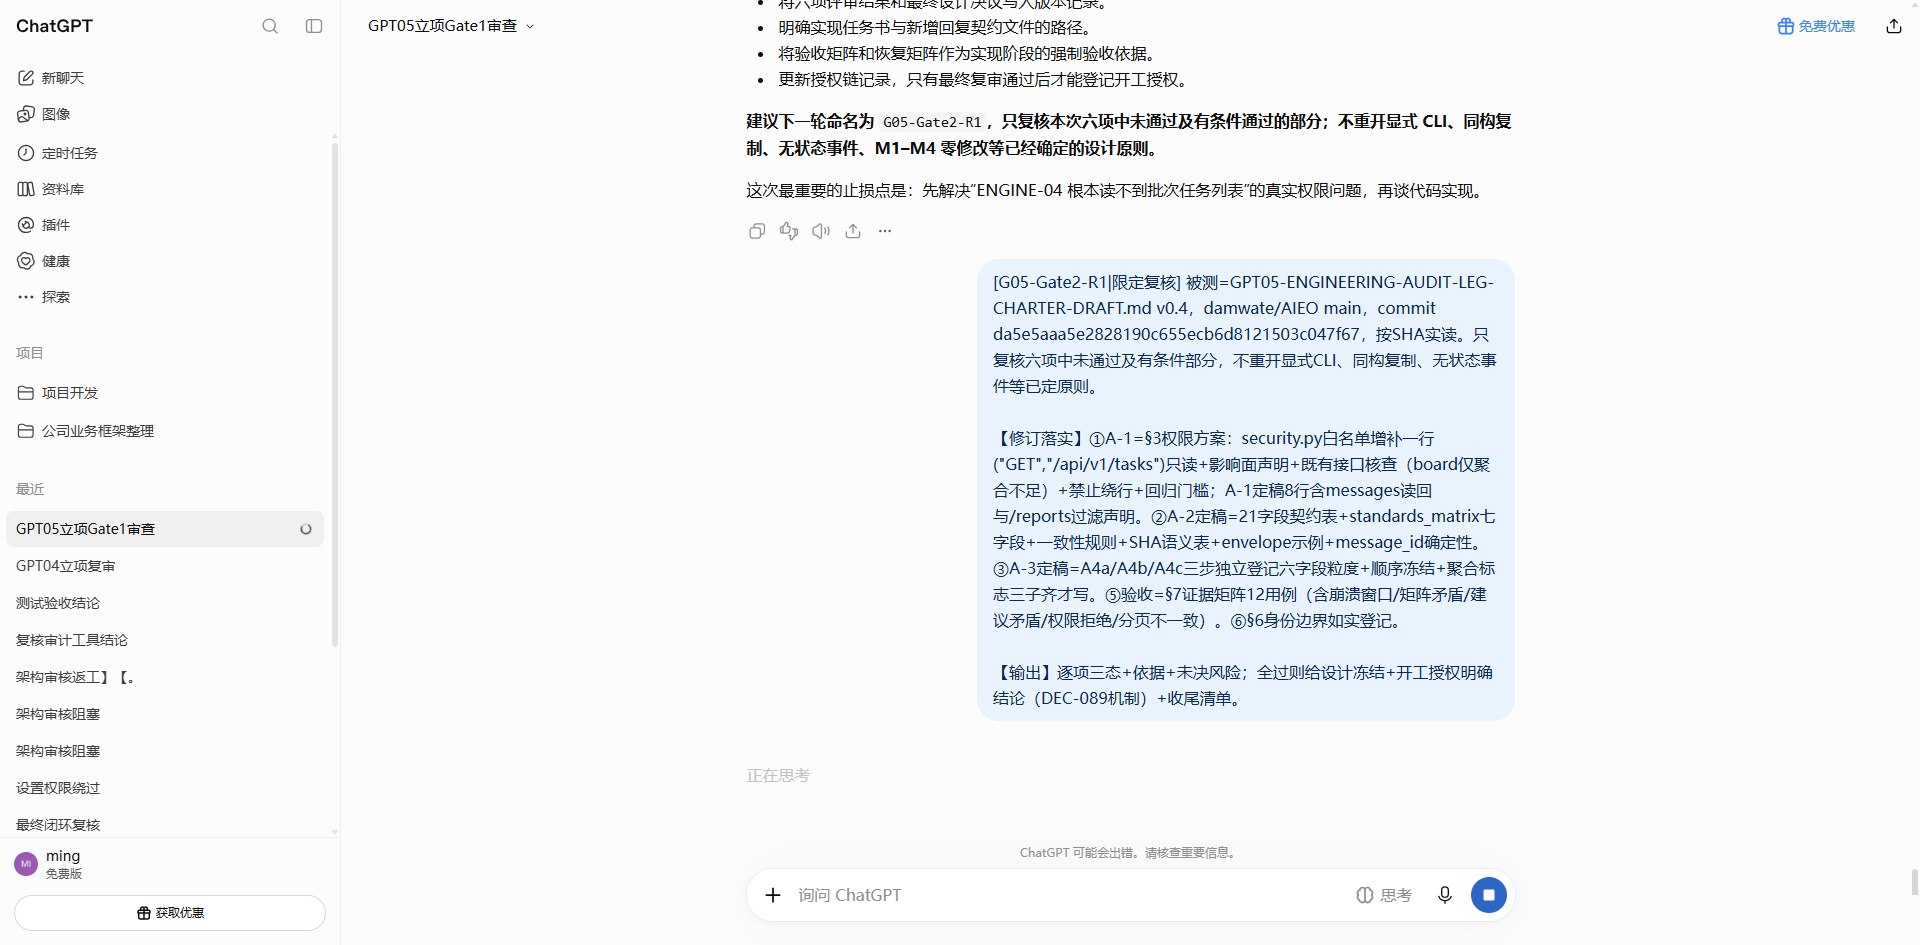 ChatGPT
新聊天
图像
定时任务
资料库
插件
健康
探索
项目
项目开发
公司业务框架整理
最近
GPT05立项Gate1审查
GPT04立项复审
测试验收结论
复核审计工具结论
架构审核返工】【。
架构审核阻塞
架构审核阻塞
设置权限绕过
最终闭环复核
MI
ming
免费版
获取优惠
GPT05立项Gate1审查
免费优惠
将六项评审结果和最终设计决议写入版本记录。
明确实现任务书与新增回复契约文件的路径。
将验收矩阵和恢复矩阵作为实现阶段的强制验收依据。
更新授权链记录，只有最终复审通过后才能登记开工授权。
建议下一轮命名为 G05-Gate2-R1，只复核本次六项中未通过及有条件通过的部分；不重开显式 CLI、同构复
制、无状态事件、M1–M4 零修改等已经确定的设计原则。
这次最重要的止损点是：先解决“ENGINE-04 根本读不到批次任务列表”的真实权限问题，再谈代码实现。
[G05-Gate2-R1|限定复核] 被测=GPT05-ENGINEERING-AUDIT-LEG-
CHARTER-DRAFT.md v0.4，damwate/AIEO main，commit
da5e5aaa5e2828190c655ecb6d8121503c047f67，按SHA实读。只
复核六项中未通过及有条件部分，不重开显式CLI、同构复制、无状态事
件等已定原则。
【修订落实】①A-1=§3权限方案：security.py白名单增补一行
("GET","/api/v1/tasks")只读+影响面声明+既有接口核查（board仅聚
合不足）+禁止绕行+回归门槛；A-1定稿8行含messages读回
与/reports过滤声明。②A-2定稿=21字段契约表+standards_matrix七
字段+一致性规则+SHA语义表+envelope示例+message_id确定性。
③A-3定稿=A4a/A4b/A4c三步独立登记六字段粒度+顺序冻结+聚合标
志三子齐才写。⑤验收=§7证据矩阵12用例（含崩溃窗口/矩阵矛盾/建
议矛盾/权限拒绝/分页不一致）。⑥§6身份边界如实登记。
【输出】逐项三态+依据+未决风险；全过则给设计冻结+开工授权明确
结论（DEC-089机制）+收尾清单。
正在思考
ChatGPT 可能会出错。请核查重要信息。
询问 ChatGPT
思考